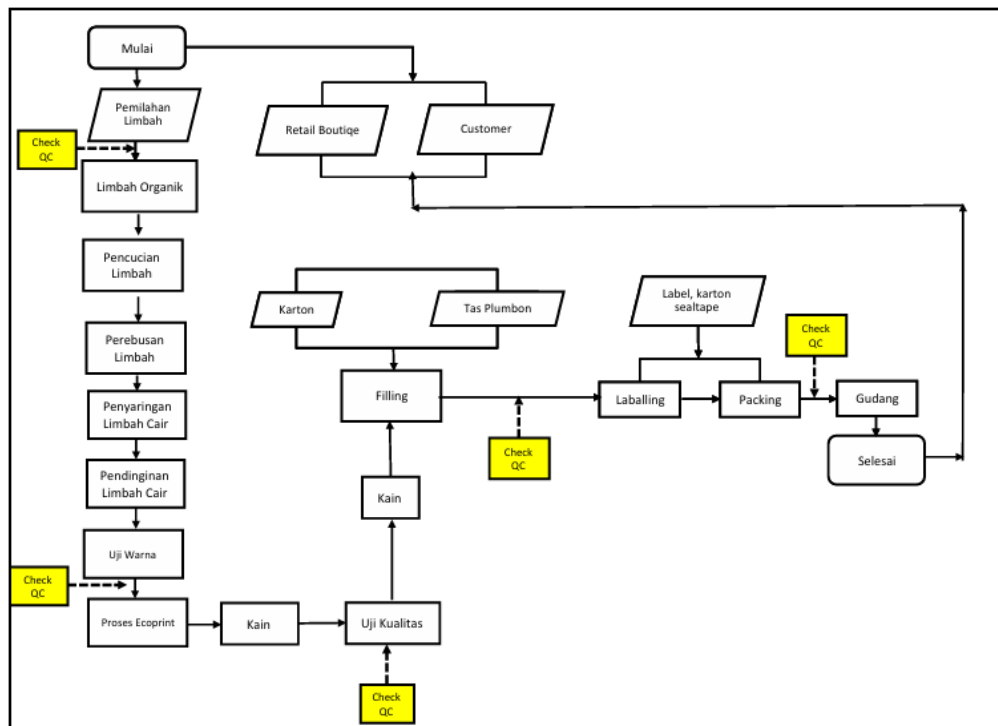 Mulai
Pemilahan
Limbah
Check
QC
Limbah Organik
Pencucian
Limbah
Perebusan
Limbah
Penyaringan
Limbah Cair
Pendinginan
Limbah Cair
Uji Warna
Check
QC
Proses Ecoprint
Kain
Uji Kualitas
Check
QC
Kain
Filling
Karton
Tas Plumbon
Check
QC
Laballing
Label, karton
sealtape
Packing
Check
QC
Gudang
Selesai
Retail Boutiqe
Customer